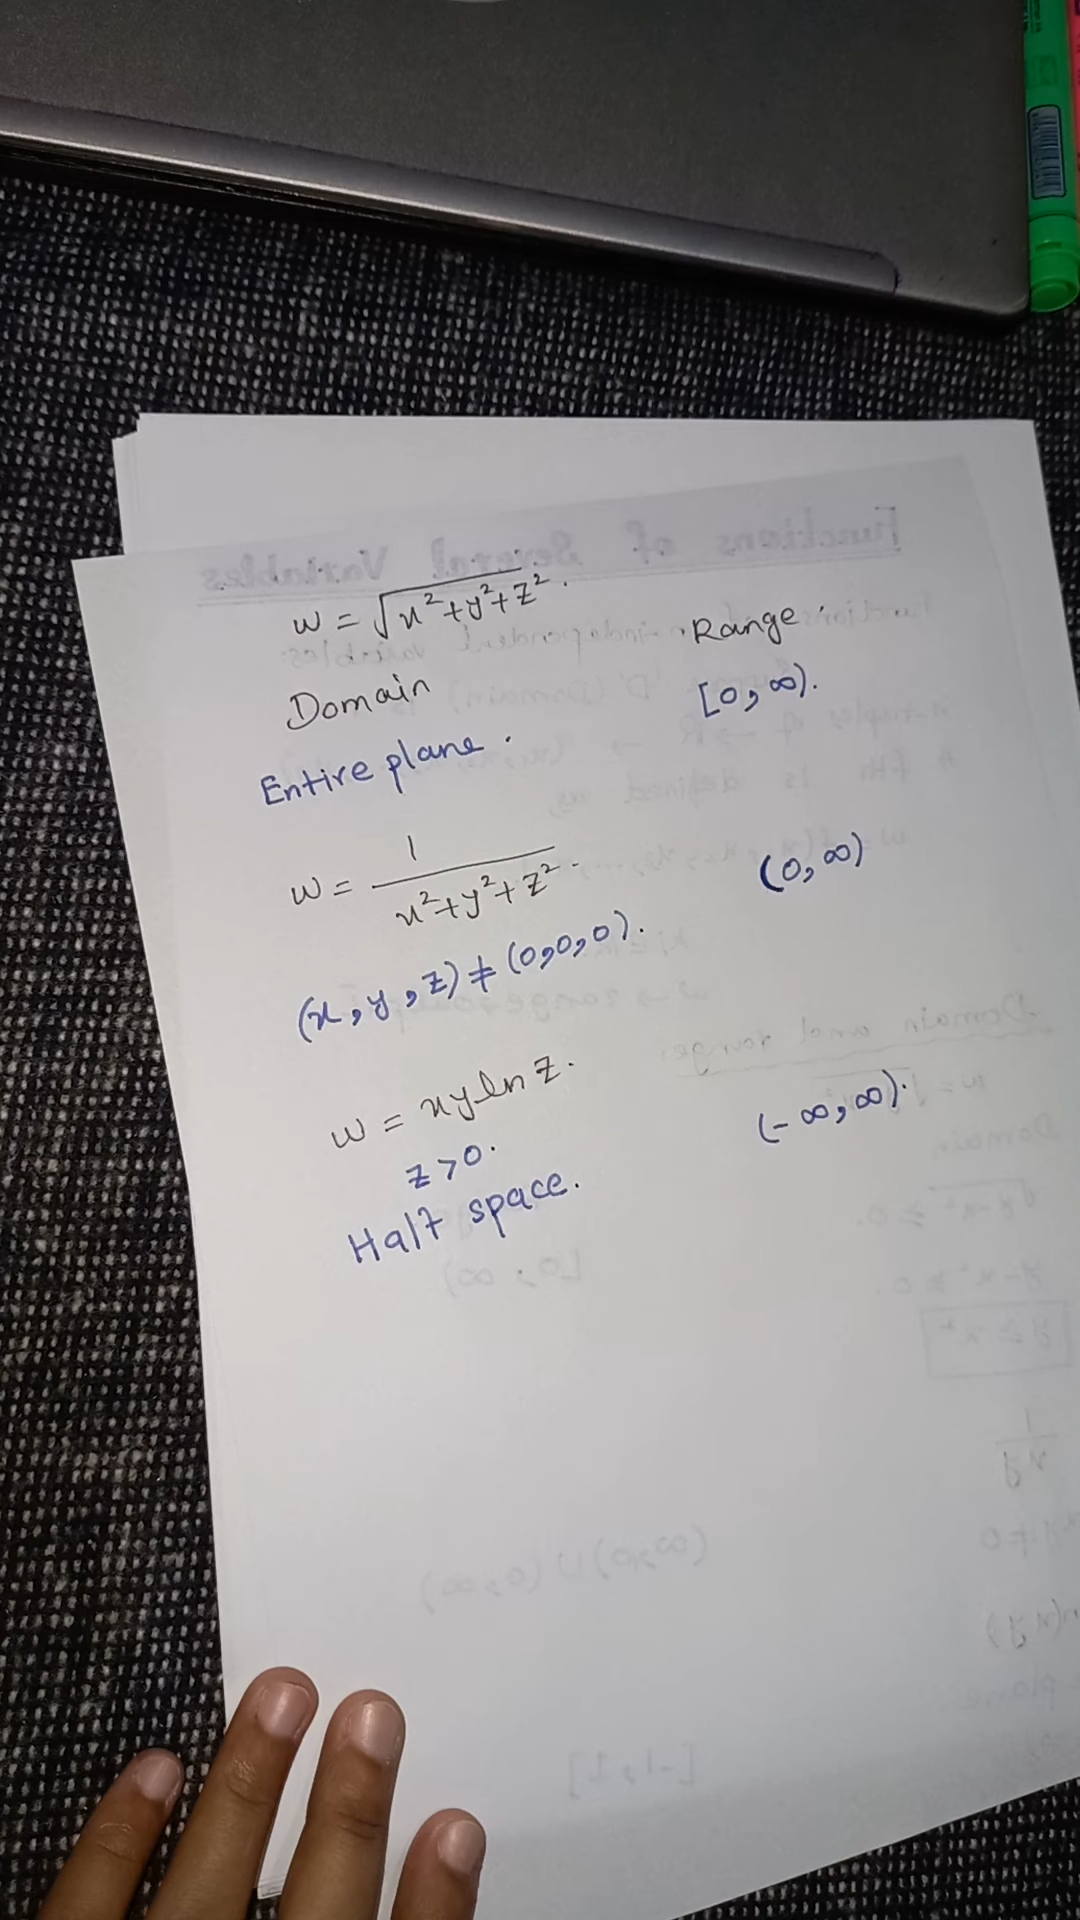 w = √x²+y²+z².
Domain
Range.
Entire plane.
[0, ∞).
w = 1/x²+y²+z².
(0, ∞)
(x, y, z) ≠ (0, 0, 0).
w = xy ln z.
(-∞, ∞).
z > 0.
Half space.